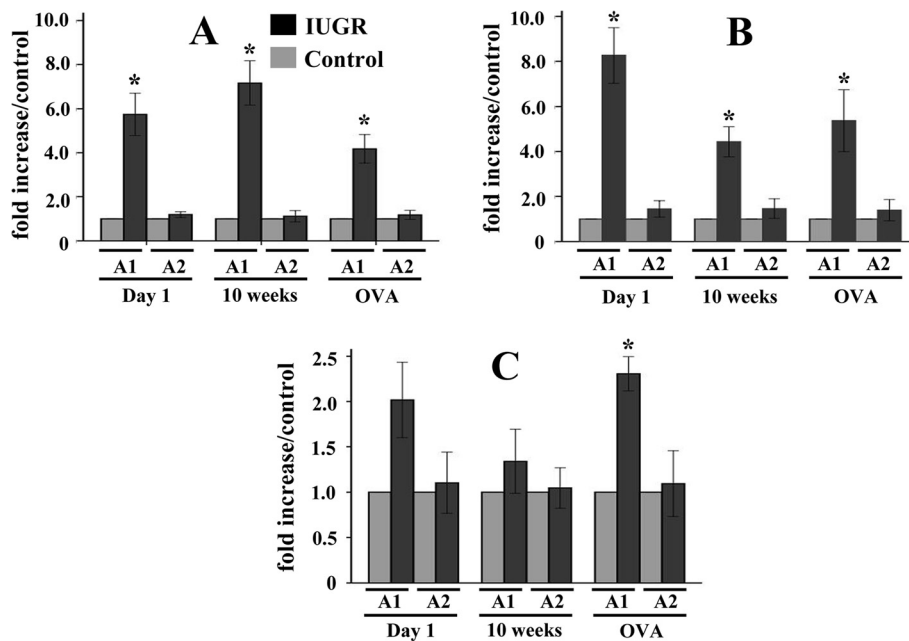 A
IUGR
Control
fold increase/control
10.0
8.0
6.0
4.0
2.0
0
*
*
*
A1 A2 A1 A2 A1 A2
Day 1 10 weeks OVA
B
fold increase/control
10.0
8.0
6.0
4.0
2.0
0
*
*
*
A1 A2 A1 A2 A1 A2
Day 1 10 weeks OVA
C
fold increase/control
2.5
2.0
1.5
1.0
0.5
0
*
A1 A2 A1 A2 A1 A2
Day 1 10 weeks OVA